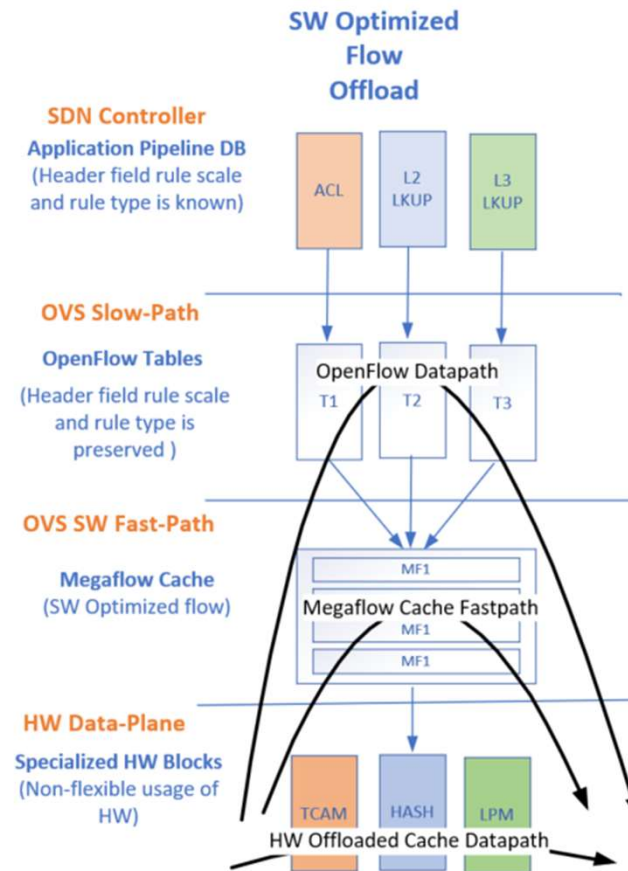 SW Optimized
Flow
Offload
SDN Controller
Application Pipeline DB
(Header field rule scale
and rule type is known)
ACL
L2
LKUP
L3
LKUP
OVS Slow-Path
OpenFlow Tables
(Header field rule scale
and rule type is
preserved )
OpenFlow Datapath
T1
T2
T3
OVS SW Fast-Path
Megaflow Cache
(SW Optimized flow)
MF1
Megaflow Cache Fastpath
MF1
MF1
HW Data-Plane
Specialized HW Blocks
(Non-flexible usage of
HW)
TCAM
HASH
LPM
HW Offloaded Cache Datapath